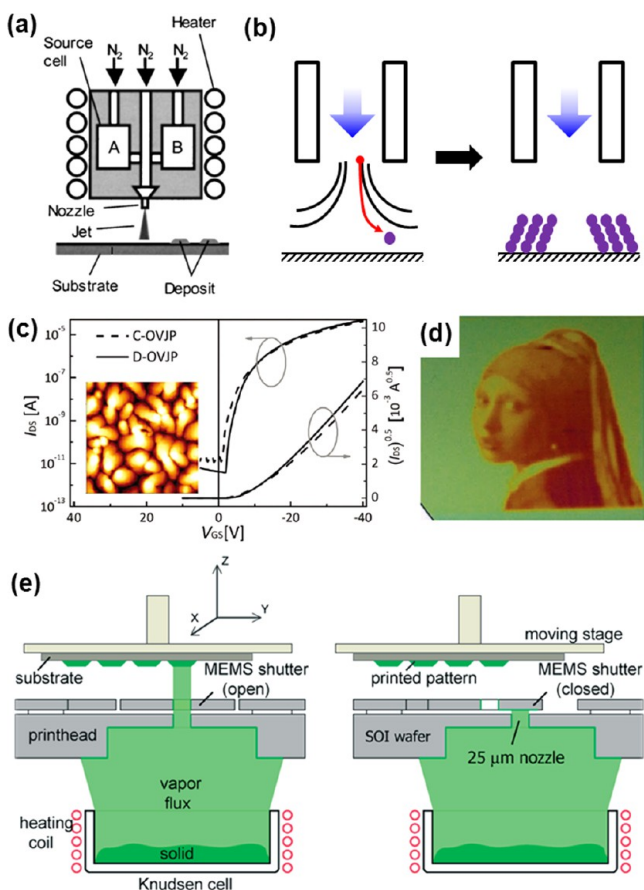 (a)
N2 N2 N2
Heater
Source
cell
A
B
Nozzle
Jet
Substrate
Deposit
(b)
(c)
C-OVJP
D-OVJP
10-5
10-7
10-9
10-11
10-13
IDS [A]
10
8
6
4
2
0
(IDS)0.5 [10-3 A0.5]
40 20 0 -20 -40
VGS[V]
(d)
(e)
Z
X
Y
substrate
MEMS shutter
(open)
printhead
vapor
flux
heating
coil
solid
Knudsen cell
moving stage
printed pattern
MEMS shutter
(closed)
SOI wafer
25 μm nozzle